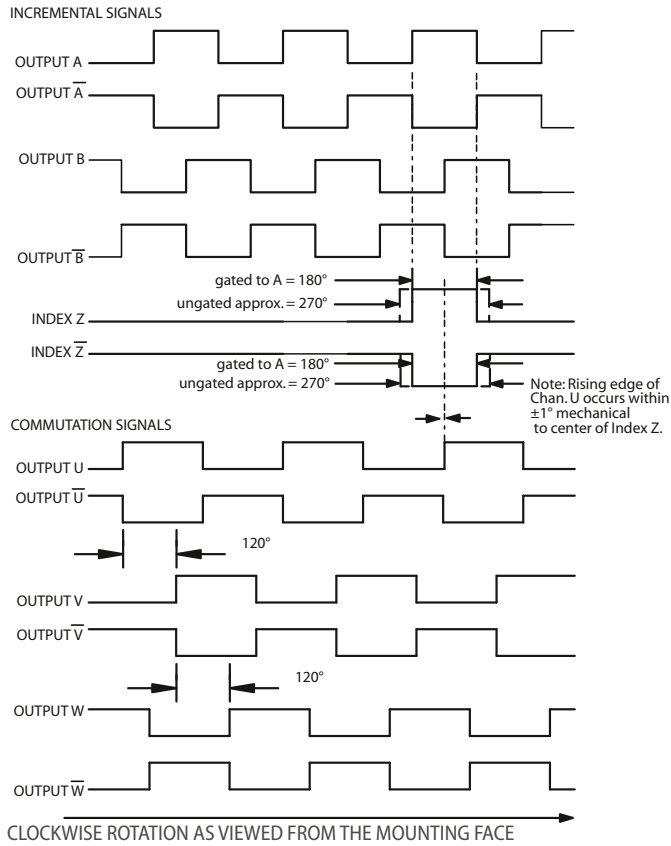 INCREMENTAL SIGNALS
OUTPUT A
OUTPUT A̅
OUTPUT B
OUTPUT B̅
gated to A = 180°
ungated approx. = 270°
INDEX Z
INDEX Z̅
gated to A = 180°
ungated approx. = 270°
Note: Rising edge of
Chan. U occurs within
±1° mechanical
to center of Index Z.
COMMUTATION SIGNALS
OUTPUT U
OUTPUT U̅
120°
OUTPUT V
OUTPUT V̅
120°
OUTPUT W
OUTPUT W̅
CLOCKWISE ROTATION AS VIEWED FROM THE MOUNTING FACE